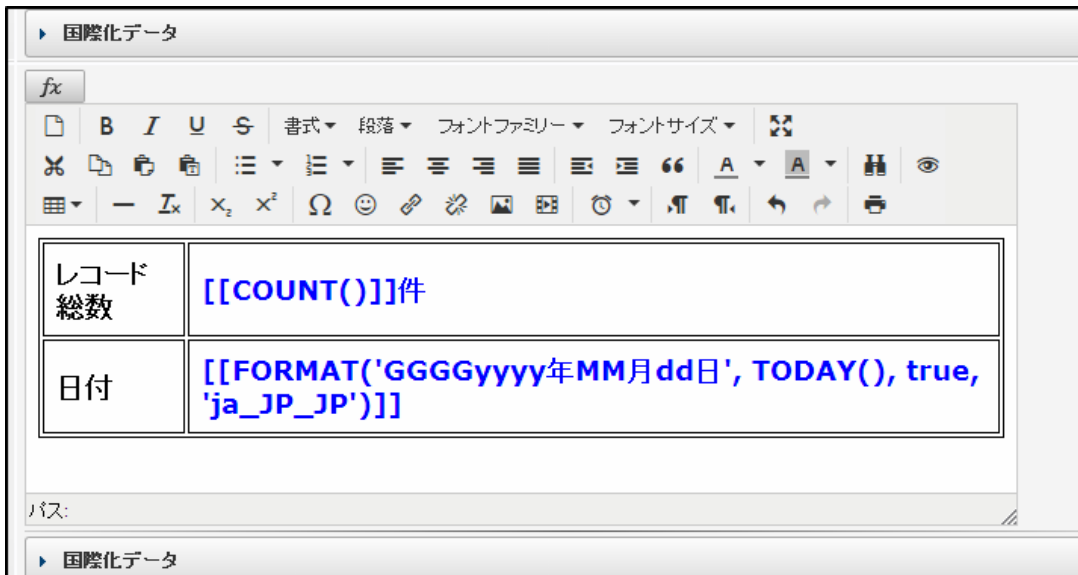 国際化データ
fx
B I U S 書式 段落 フォントファミリー フォントサイズ
レコード
総数
[[COUNT()]]件
日付
[[FORMAT('GGGGyyyy年MM月dd日', TODAY(), true,
'ja_JP_JP')]]
パス:
国際化データ